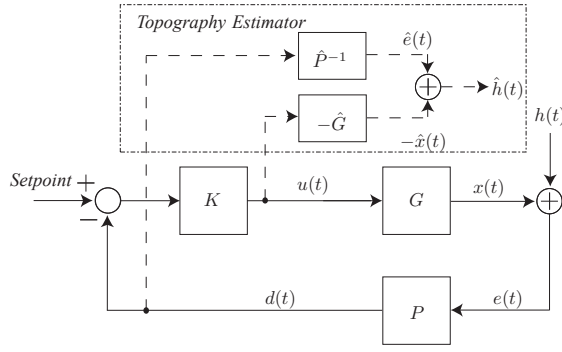 Topography Estimator
P̂⁻¹
ê(t)
+
ĥ(t)
−Ĝ
−x̂(t)
h(t)
Setpoint
+
−
K
u(t)
G
x(t)
+
d(t)
P
e(t)